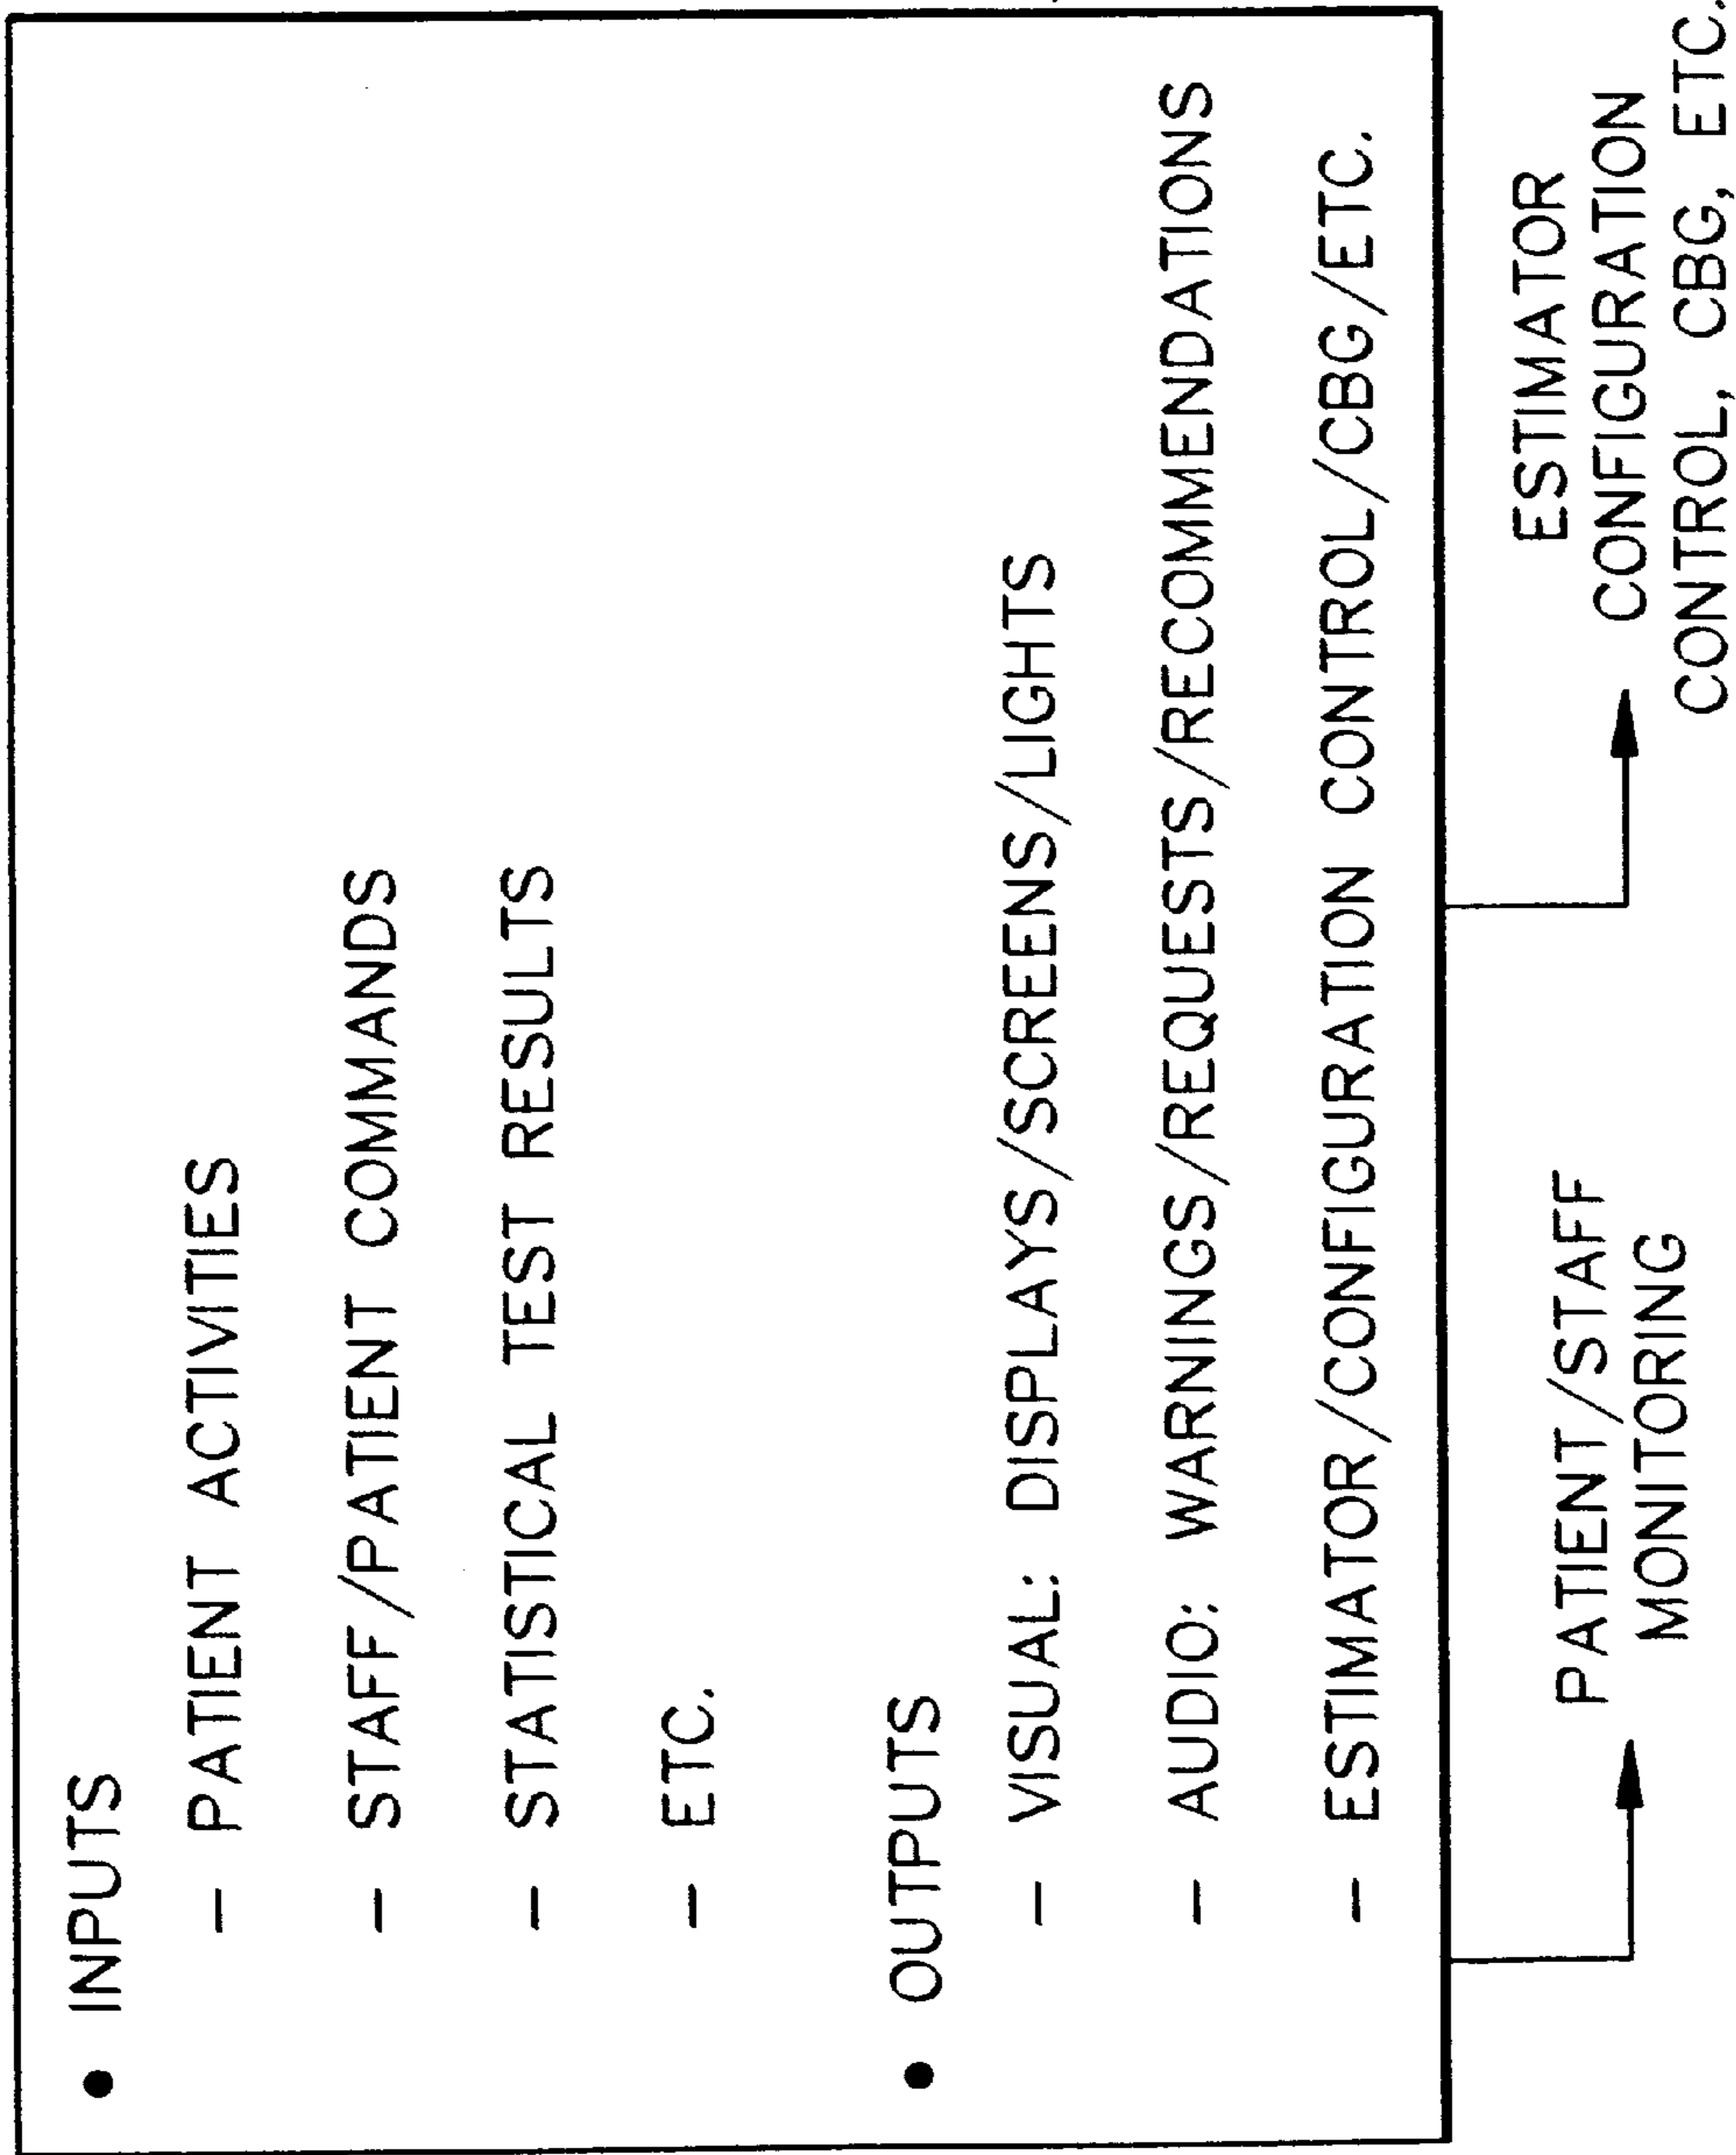 • INPUTS
– PATIENT ACTIVITIES
– STAFF/PATIENT COMMANDS
– STATISTICAL TEST RESULTS
– ETC.
• OUTPUTS
– VISUAL: DISPLAYS/SCREENS/LIGHTS
– AUDIO: WARNINGS/REQUESTS/RECOMMENDATIONS
– ESTIMATOR/CONFIGURATION CONTROL/CBG/ETC.
PATIENT/STAFF
MONITORING
ESTIMATOR
CONFIGURATION
CONTROL, CBG, ETC.